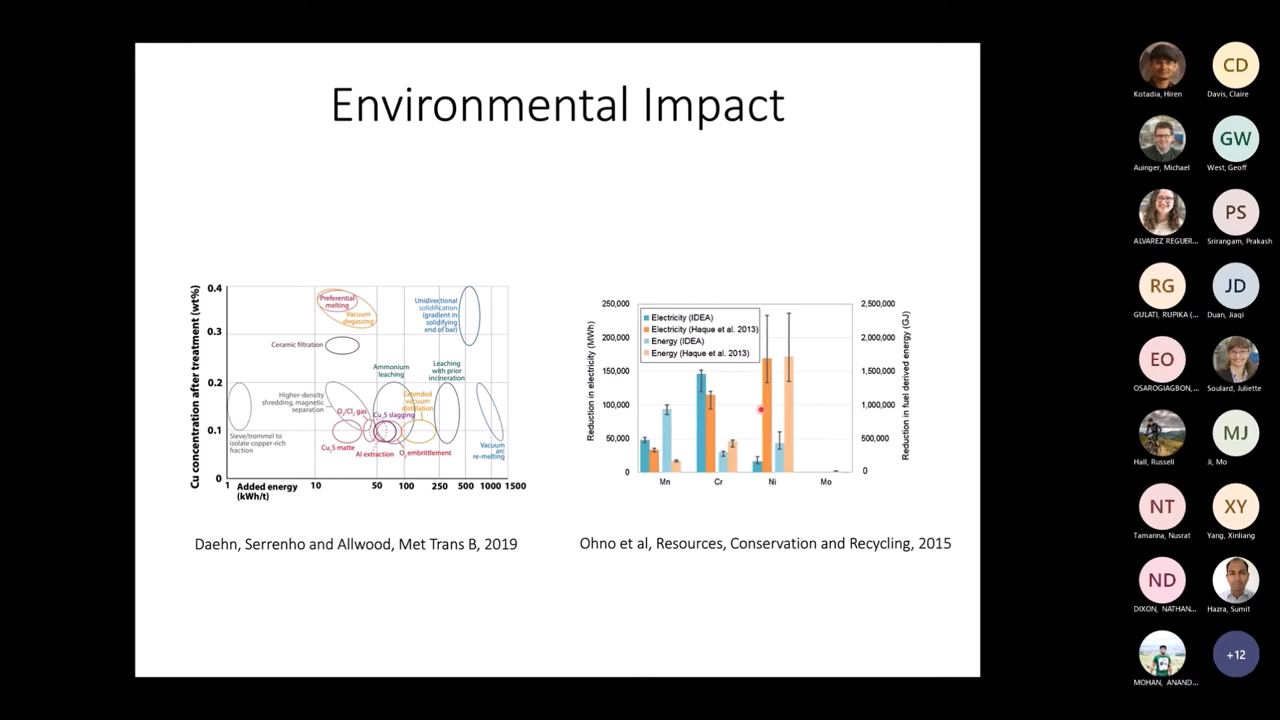 Environmental Impact
Cu concentration after treatment (wt%)
0.4
0.3
0.2
0.1
0
1
10
50
100
250
500
1000
1500
Added energy
(kWh/t)
Preferential
melting
Vacuum
degassing
Unidirectional
solidification
(gradient in
solidifying
end of bar)
Ceramic filtration
Ammonium
leaching
Leaching
with prior
incineration
Higher-density
shredding, magnetic
separation
O₂/Cl₂ gas
Cu₂S slagging
Extended
vacuum
distillation
Sieve/trommel to
isolate copper-rich
fraction
Cu₂S matte
Al extraction
O₂ embrittlement
Vacuum
arc
re-melting
Daehn, Serrenho and Allwood, Met Trans B, 2019
Reduction in electricity (MWh)
250,000
200,000
150,000
100,000
50,000
0
Electricity (IDEA)
Electricity (Haque et al. 2013)
Energy (IDEA)
Energy (Haque et al. 2013)
Mn
Cr
Ni
Mo
2,500,000
2,000,000
1,500,000
1,000,000
500,000
0
Reduction in fuel derived energy (GJ)
Ohno et al, Resources, Conservation and Recycling, 2015
Kotadia, Hiren
CD
Davis, Claire
Auinger, Michael
GW
West, Geoff
ALVAREZ REGUER...
PS
Srirangam, Prakash
RG
GULATI, RUPIKA (...
JD
Duan, Jiaqi
EO
OSAROGIAGBON, ...
Soulard, Juliette
Hall, Russell
MJ
Ji, Mo
NT
Tamanna, Nusrat
XY
Yang, Xinliang
ND
DIXON, NATHAN...
Hazra, Sumit
MOHAN, ANAND...
+12